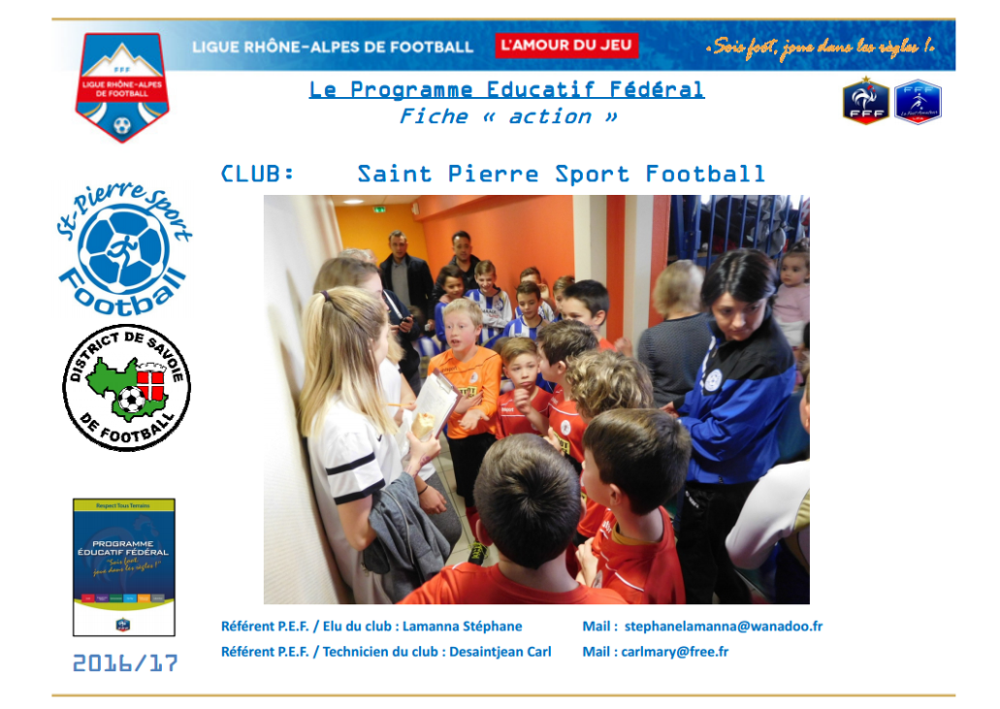 LIGUE RHÔNE-ALPES DE FOOTBALL
L'AMOUR DU JEU
«Sois foot, joue dans les règles !»
FFF
LIGUE RHÔNE-ALPES
DE FOOTBALL
Le Programme Educatif Fédéral
Fiche « action »
FFF
FFF
CLUB: Saint Pierre Sport Football
St-Pierre Sport
Football
DISTRICT DE SAVOIE
DE FOOTBALL
Respect Tous Terrains
PROGRAMME
ÉDUCATIF FÉDÉRAL
"Sois foot,
joue dans les règles !"
2016/17
Référent P.E.F. / Elu du club : Lamanna Stéphane Mail : stephanelamanna@wanadoo.fr
Référent P.E.F. / Technicien du club : Desaintjean Carl Mail : carlmary@free.fr